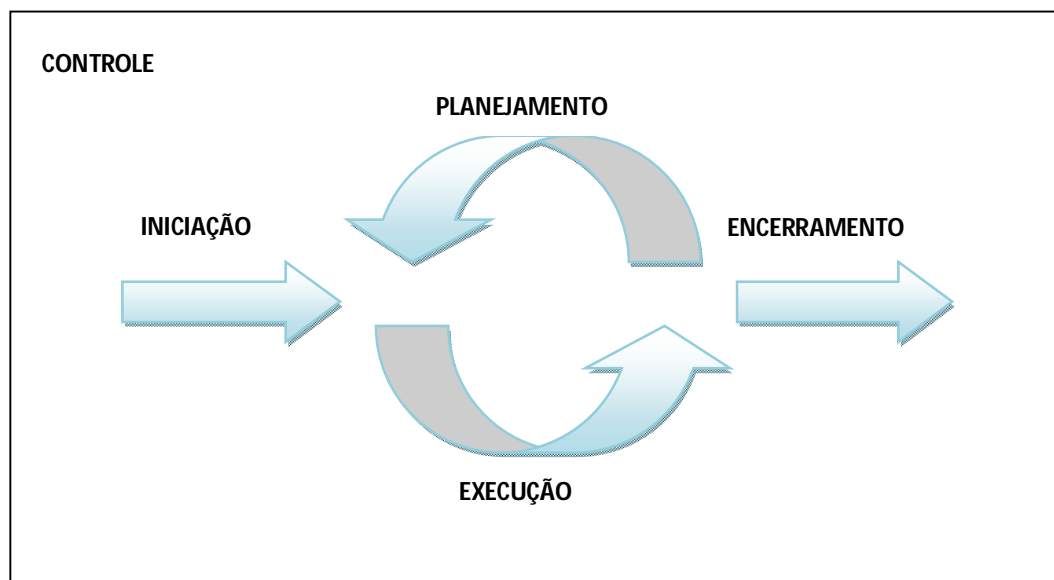 CONTROLE
PLANEJAMENTO
INICIAÇÃO
ENCERRAMENTO
EXECUÇÃO